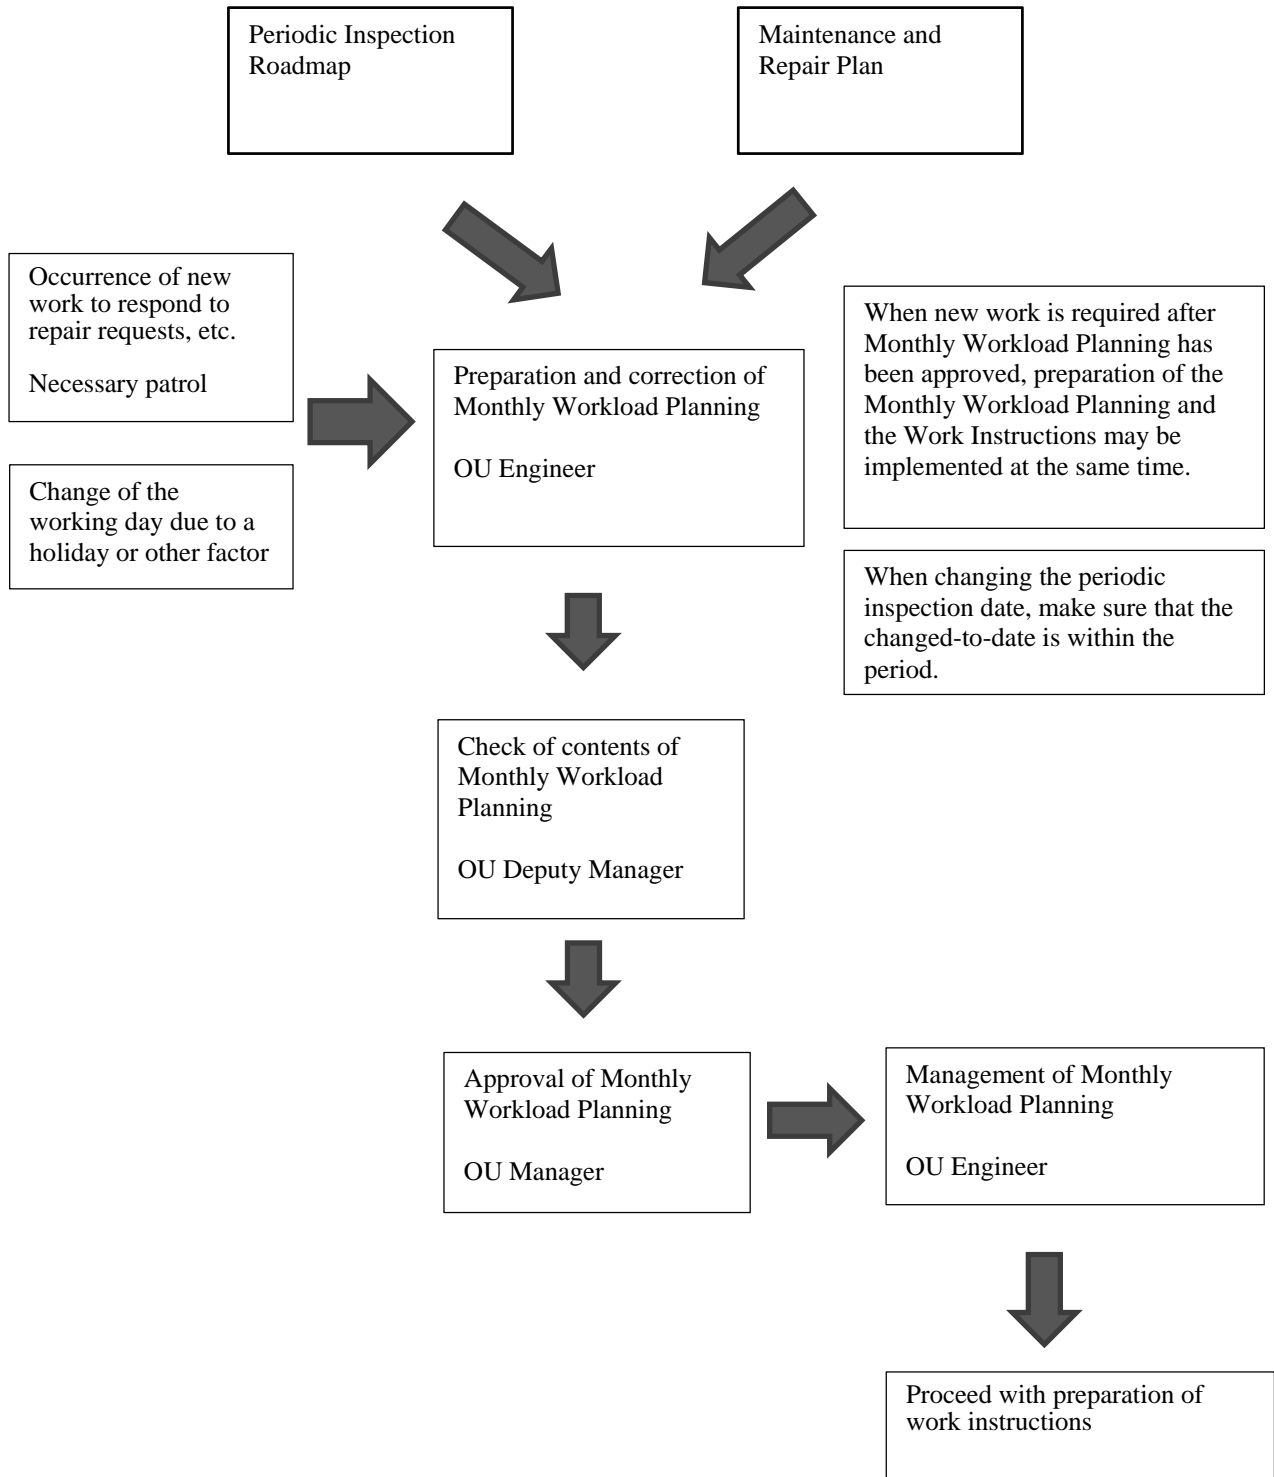 Periodic Inspection
Roadmap
Maintenance and
Repair Plan
Occurrence of new
work to respond to
repair requests, etc.
Necessary patrol
Change of the
working day due to a
holiday or other factor
Preparation and correction of
Monthly Workload Planning
OU Engineer
When new work is required after
Monthly Workload Planning has
been approved, preparation of the
Monthly Workload Planning and
the Work Instructions may be
implemented at the same time.
When changing the periodic
inspection date, make sure that the
changed-to-date is within the
period.
Check of contents of
Monthly Workload
Planning
OU Deputy Manager
Approval of Monthly
Workload Planning
OU Manager
Management of Monthly
Workload Planning
OU Engineer
Proceed with preparation of
work instructions